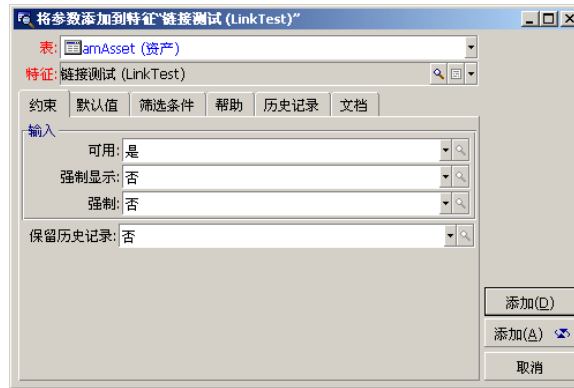 将参数添加到特征“链接测试 (LinkTest)”
表: amAsset (资产)
特征: 链接测试 (LinkTest)
约束 默认值 筛选条件 帮助 历史记录 文档
输入
可用: 是
强制显示: 否
强制: 否
保留历史记录: 否
添加(D)
添加(A)
取消